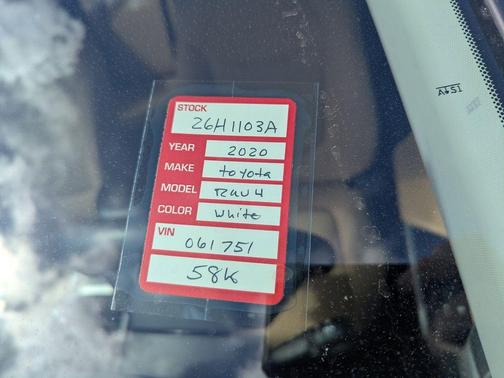 STOCK
26H1103A
YEAR 2020
MAKE toyota
MODEL RAV4
COLOR white
VIN
061751
58K
AS1